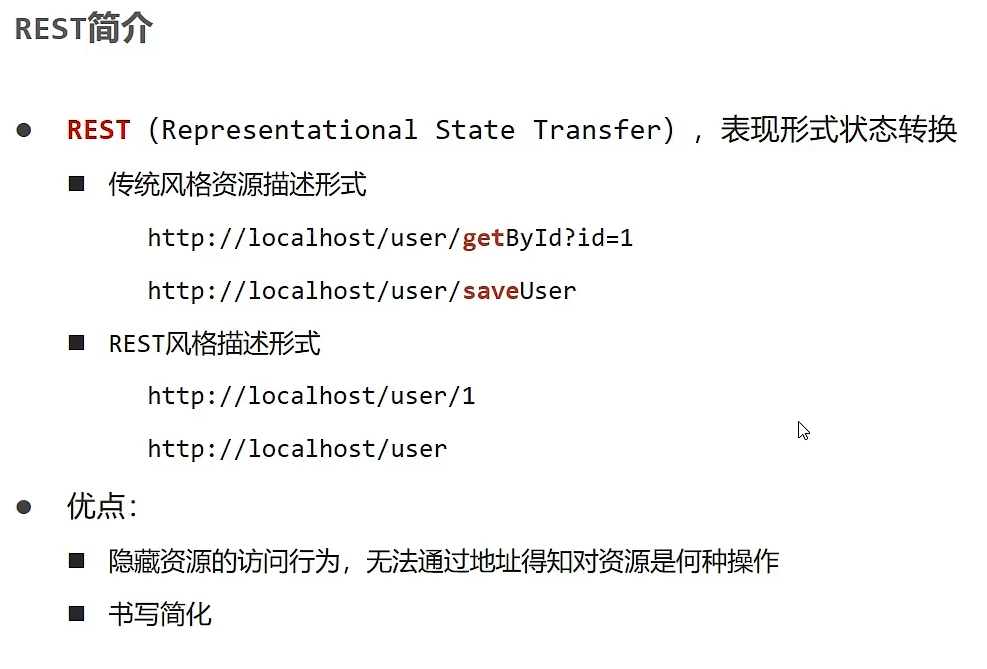 REST简介
REST（Representational State Transfer），表现形式状态转换
传统风格资源描述形式
http://localhost/user/getById?id=1
http://localhost/user/saveUser
REST风格描述形式
http://localhost/user/1
http://localhost/user
优点：
隐藏资源的访问行为，无法通过地址得知对资源是何种操作
书写简化